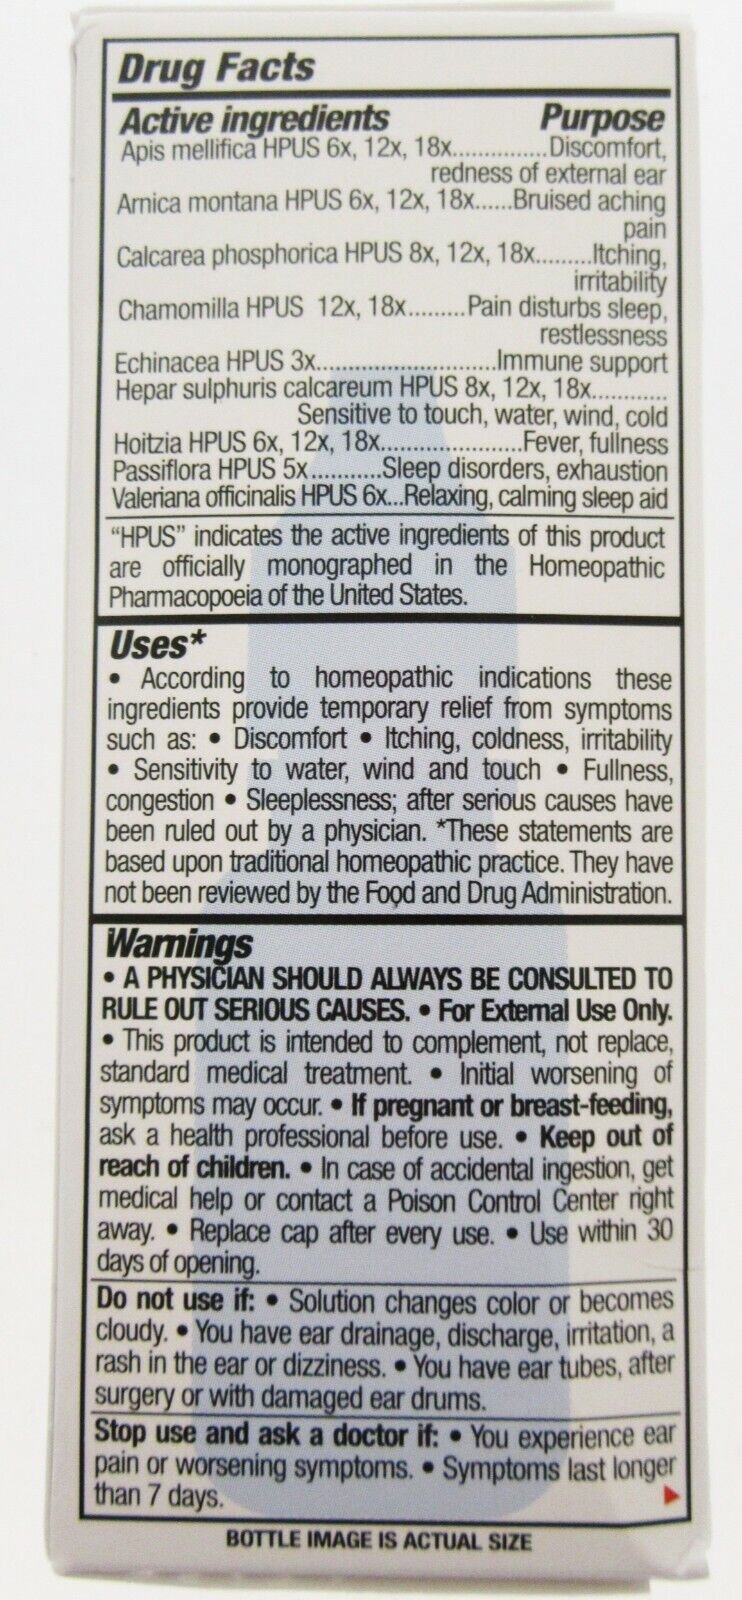 Drug Facts
Active ingredients Purpose
Apis mellifica HPUS 6x, 12x, 18x...............Discomfort,
redness of external ear
Arnica montana HPUS 6x, 12x, 18x......Bruised aching
pain
Calcarea phosphorica HPUS 8x, 12x, 18x.........Itching,
irritability
Chamomilla HPUS 12x, 18x.........Pain disturbs sleep,
restlessness
Echinacea HPUS 3x............................Immune support
Hepar sulphuris calcareum HPUS 8x, 12x, 18x............
Sensitive to touch, water, wind, cold
Hoitzia HPUS 6x, 12x, 18x......................Fever, fullness
Passiflora HPUS 5x...........Sleep disorders, exhaustion
Valeriana officinalis HPUS 6x...Relaxing, calming sleep aid
“HPUS” indicates the active ingredients of this product
are officially monographed in the Homeopathic
Pharmacopoeia of the United States.
Uses*
• According to homeopathic indications these
ingredients provide temporary relief from symptoms
such as: • Discomfort • Itching, coldness, irritability
• Sensitivity to water, wind and touch • Fullness,
congestion • Sleeplessness; after serious causes have
been ruled out by a physician. *These statements are
based upon traditional homeopathic practice. They have
not been reviewed by the Food and Drug Administration.
Warnings
• A PHYSICIAN SHOULD ALWAYS BE CONSULTED TO
RULE OUT SERIOUS CAUSES. • For External Use Only.
• This product is intended to complement, not replace,
standard medical treatment. • Initial worsening of
symptoms may occur. • If pregnant or breast-feeding,
ask a health professional before use. • Keep out of
reach of children. • In case of accidental ingestion, get
medical help or contact a Poison Control Center right
away. • Replace cap after every use. • Use within 30
days of opening.
Do not use if: • Solution changes color or becomes
cloudy. • You have ear drainage, discharge, irritation, a
rash in the ear or dizziness. • You have ear tubes, after
surgery or with damaged ear drums.
Stop use and ask a doctor if: • You experience ear
pain or worsening symptoms. • Symptoms last longer
than 7 days.
BOTTLE IMAGE IS ACTUAL SIZE